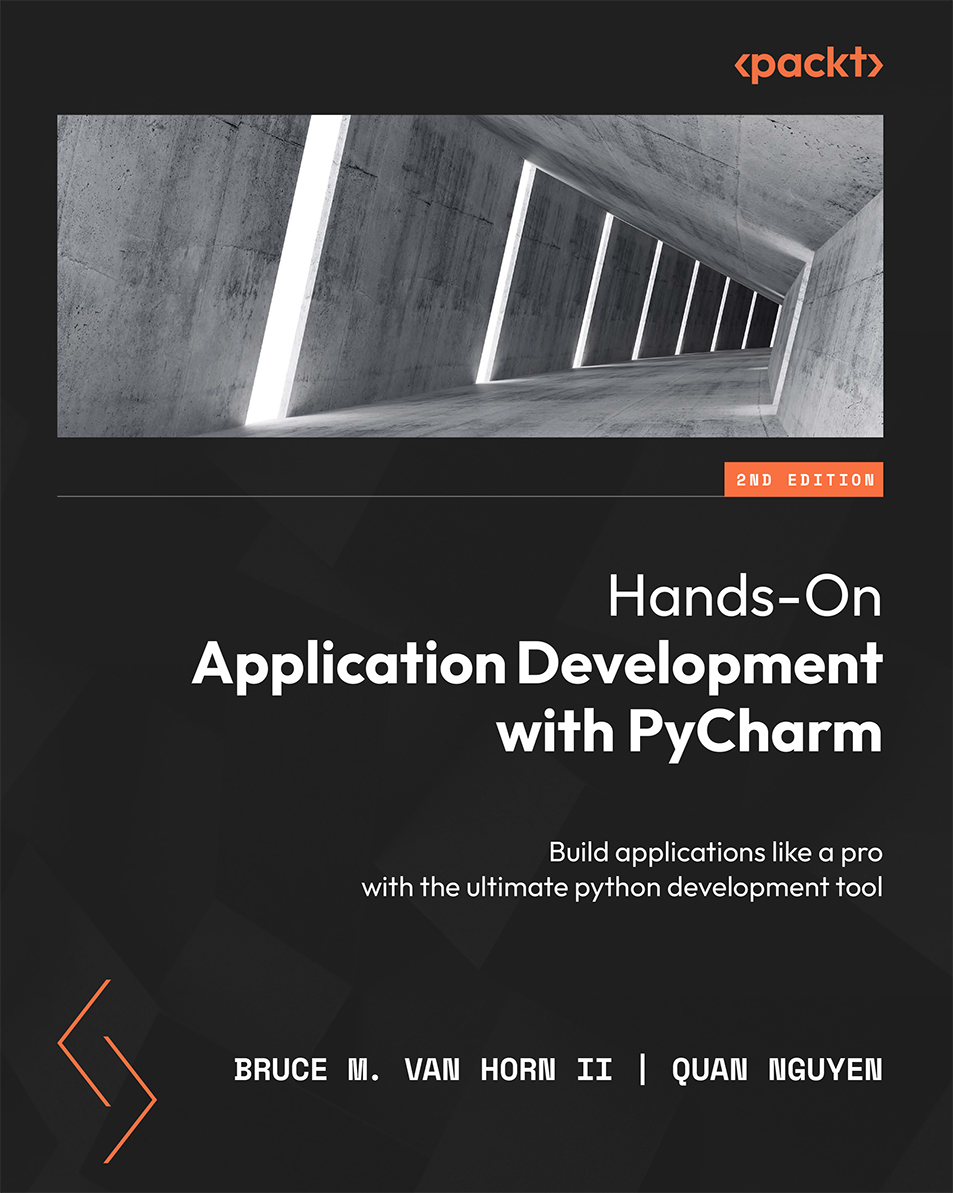 <packt>
2ND EDITION
Hands-On
Application Development
with PyCharm
Build applications like a pro
with the ultimate python development tool
BRUCE M. VAN HORN II | QUAN NGUYEN